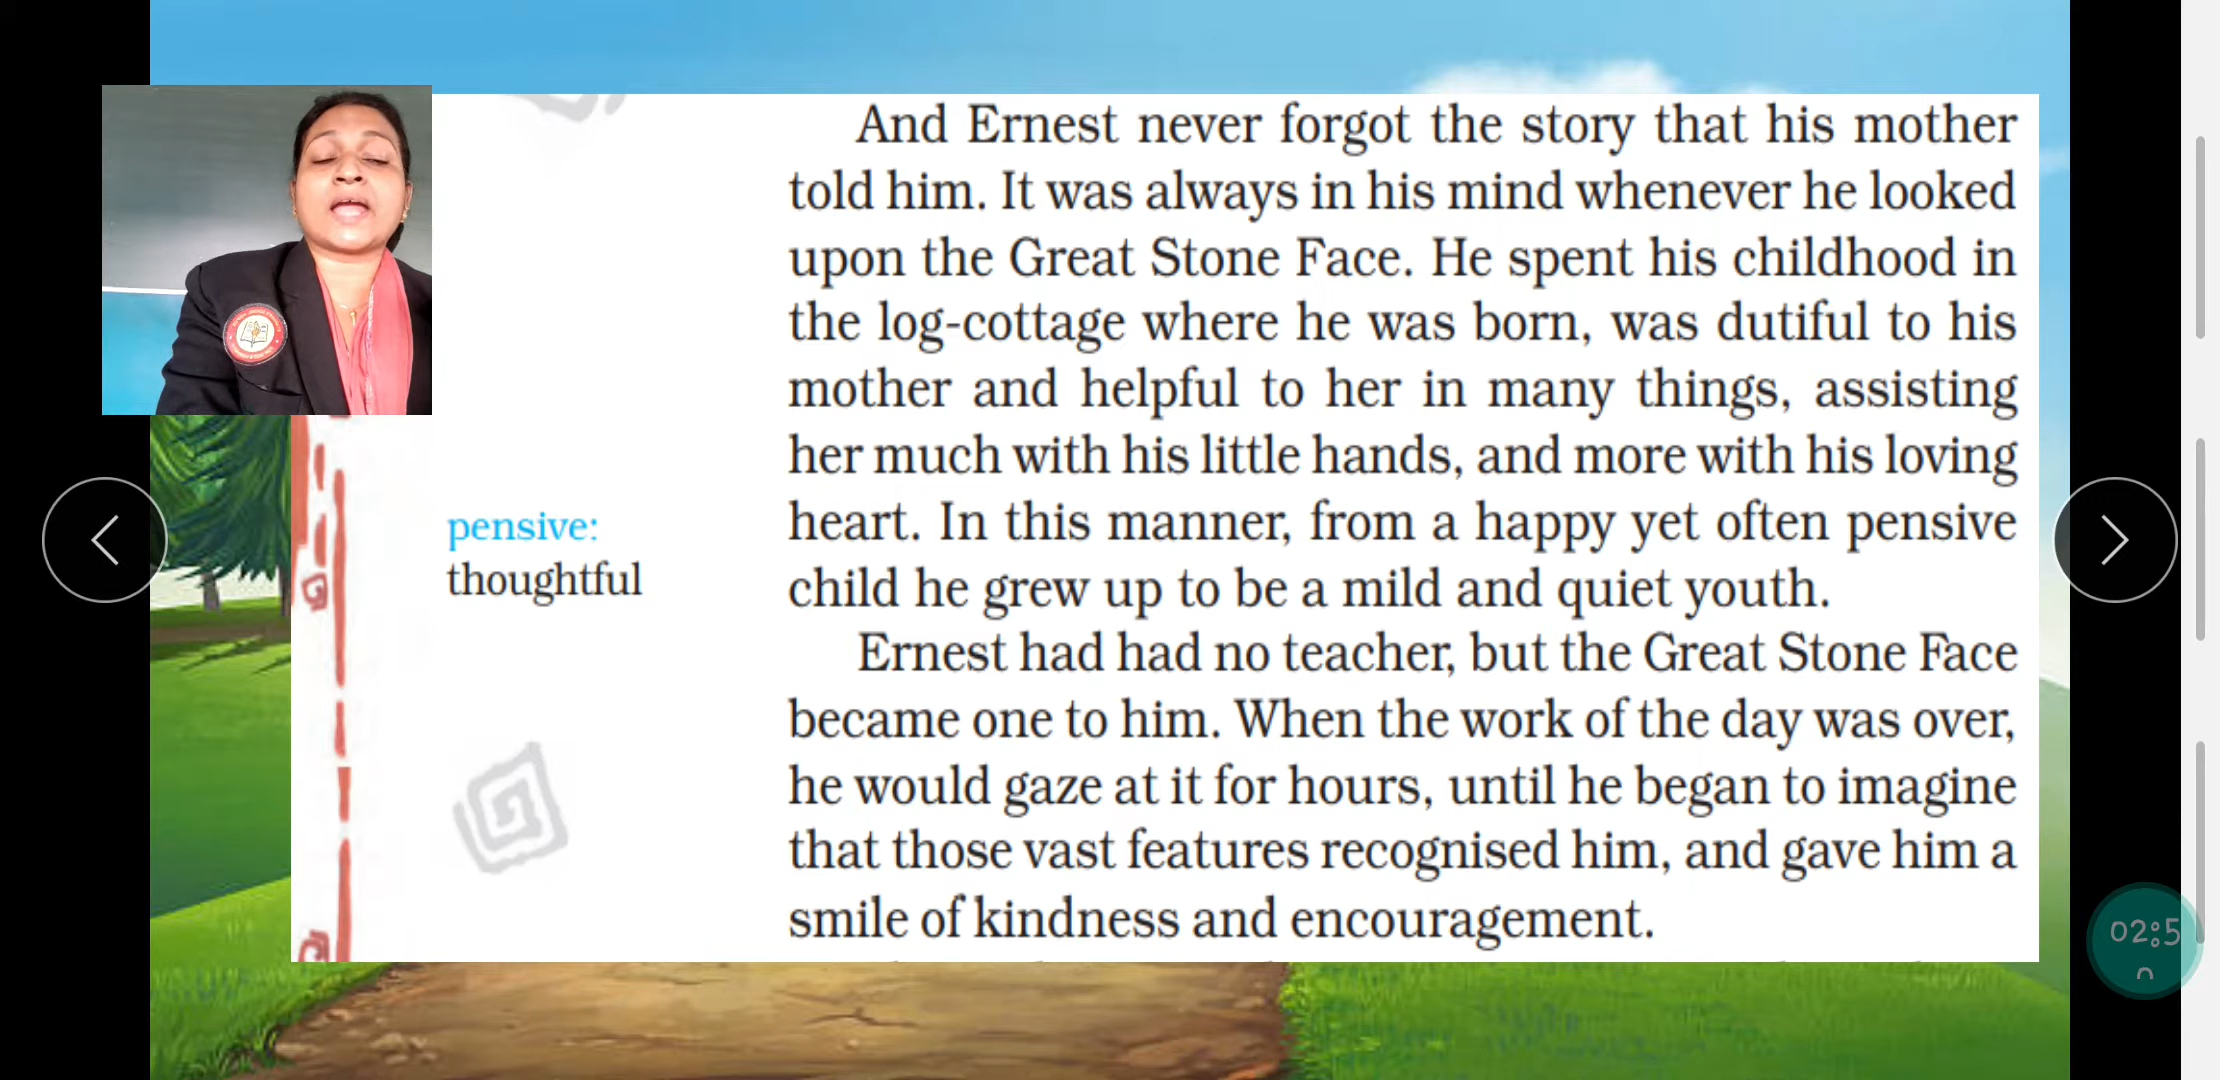 And Ernest never forgot the story that his mother
told him. It was always in his mind whenever he looked
upon the Great Stone Face. He spent his childhood in
the log-cottage where he was born, was dutiful to his
mother and helpful to her in many things, assisting
her much with his little hands, and more with his loving
heart. In this manner, from a happy yet often pensive
child he grew up to be a mild and quiet youth.
pensive:
thoughtful
Ernest had had no teacher, but the Great Stone Face
became one to him. When the work of the day was over,
he would gaze at it for hours, until he began to imagine
that those vast features recognised him, and gave him a
smile of kindness and encouragement.
02:5